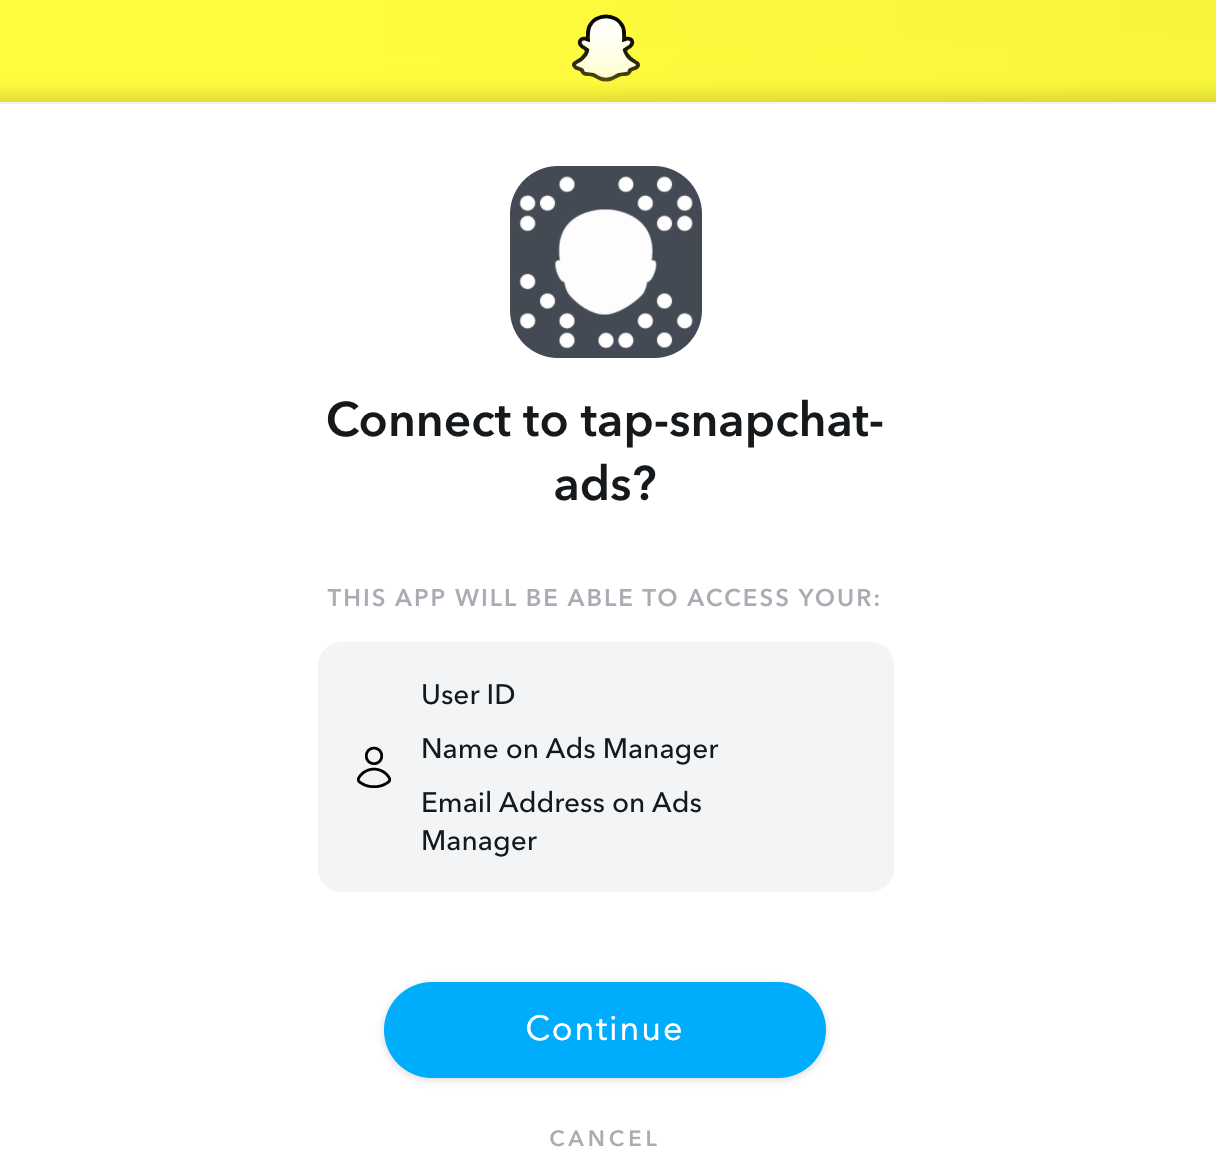 Connect to tap-snapchat-
ads?
THIS APP WILL BE ABLE TO ACCESS YOUR:
User ID
Name on Ads Manager
Email Address on Ads
Manager
Continue
CANCEL